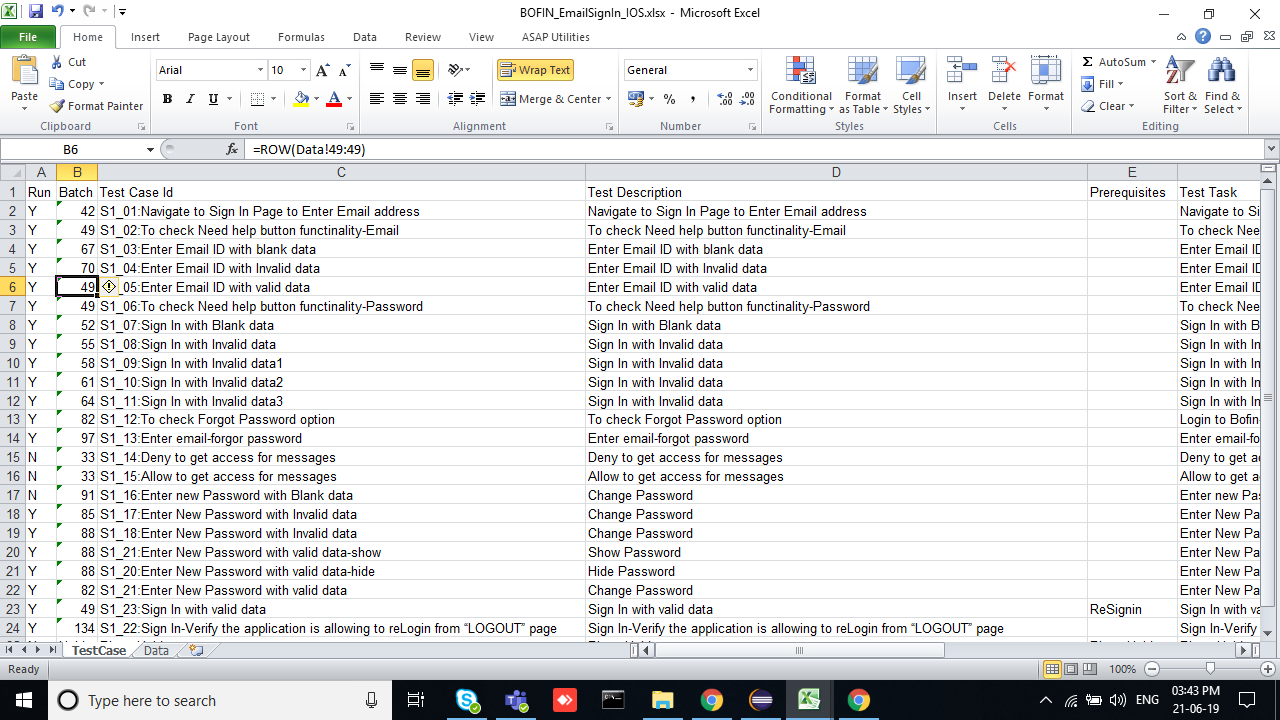 BOFIN_EmailSignIn_IOS.xlsx - Microsoft Excel
File Home Insert Page Layout Formulas Data Review View ASAP Utilities
Paste Cut Copy Format Painter Clipboard
Arial 10 B I U A Font
Wrap Text Merge & Center Alignment
General % , Number
Conditional Formatting Format as Table Cell Styles Styles
Insert Delete Format Cells
Σ AutoSum Fill Clear Sort & Filter Find & Select Editing
B6 fx =ROW(Data!49:49)
A B C D E
1 Run Batch Test Case Id Test Description Prerequisites Test Task
2 Y 42 S1_01:Navigate to Sign In Page to Enter Email address Navigate to Sign In Page to Enter Email address Navigate to Si
3 Y 49 S1_02:To check Need help button functinality-Email To check Need help button functinality-Email To check Nee
4 Y 67 S1_03:Enter Email ID with blank data Enter Email ID with blank data Enter Email ID
5 Y 70 S1_04:Enter Email ID with Invalid data Enter Email ID with Invalid data Enter Email ID
6 Y 49 _05:Enter Email ID with valid data Enter Email ID with valid data Enter Email ID
7 Y 49 S1_06:To check Need help button functinality-Password To check Need help button functinality-Password To check Nee
8 Y 52 S1_07:Sign In with Blank data Sign In with Blank data Sign In with B
9 Y 55 S1_08:Sign In with Invalid data Sign In with Invalid data Sign In with In
10 Y 58 S1_09:Sign In with Invalid data1 Sign In with Invalid data Sign In with In
11 Y 61 S1_10:Sign In with Invalid data2 Sign In with Invalid data Sign In with In
12 Y 64 S1_11:Sign In with Invalid data3 Sign In with Invalid data Sign In with In
13 Y 82 S1_12:To check Forgot Password option To check Forgot Password option Login to Bofin
14 Y 97 S1_13:Enter email-forgor password Enter email-forgot password Enter email-fo
15 N 33 S1_14:Deny to get access for messages Deny to get access for messages Deny to get a
16 N 33 S1_15:Allow to get access for messages Allow to get access for messages Allow to get a
17 N 91 S1_16:Enter new Password with Blank data Change Password Enter new Pas
18 Y 85 S1_17:Enter New Password with Invalid data Change Password Enter New Pa
19 Y 88 S1_18:Enter New Password with Invalid data Change Password Enter New Pa
20 Y 88 S1_21:Enter New Password with valid data-show Show Password Enter New Pa
21 Y 88 S1_20:Enter New Password with valid data-hide Hide Password Enter New Pa
22 Y 82 S1_21:Enter New Password with valid data Change Password Enter New Pa
23 Y 49 S1_23:Sign In with valid data Sign In with valid data ReSignin Sign In with va
24 Y 134 S1_22:Sign In-Verify the application is allowing to reLogin from “LOGOUT” page Sign In-Verify the application is allowing to reLogin from “LOGOUT” page Sign In-Verify
TestCase Data
Ready 100%
Type here to search ENG 03:43 PM
21-06-19